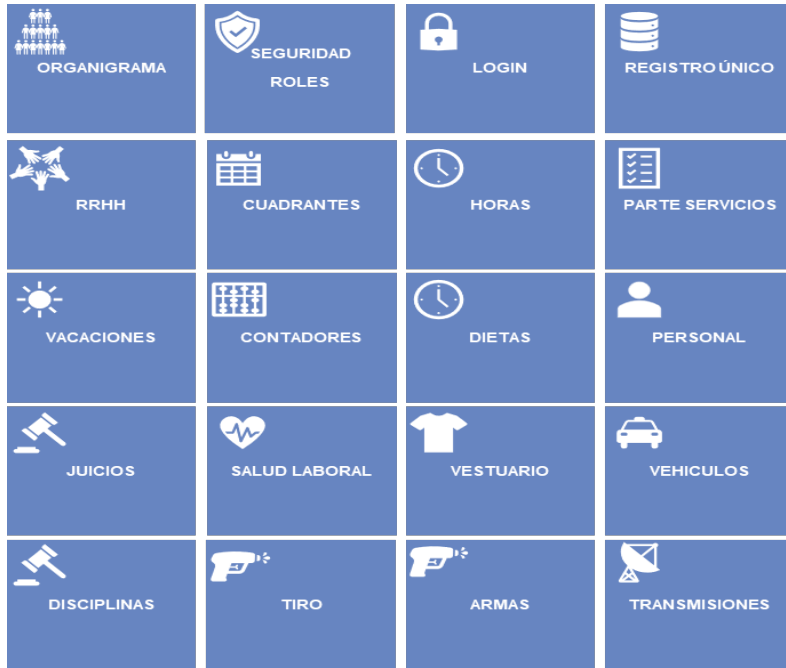 ORGANIGRAMA
SEGURIDAD
ROLES
LOGIN
REGISTRO ÚNICO
RRHH
CUADRANTES
HORAS
PARTE SERVICIOS
VACACIONES
CONTADORES
DIETAS
PERSONAL
JUICIOS
SALUD LABORAL
VESTUARIO
VEHICULOS
DISCIPLINAS
TIRO
ARMAS
TRANSMISIONES